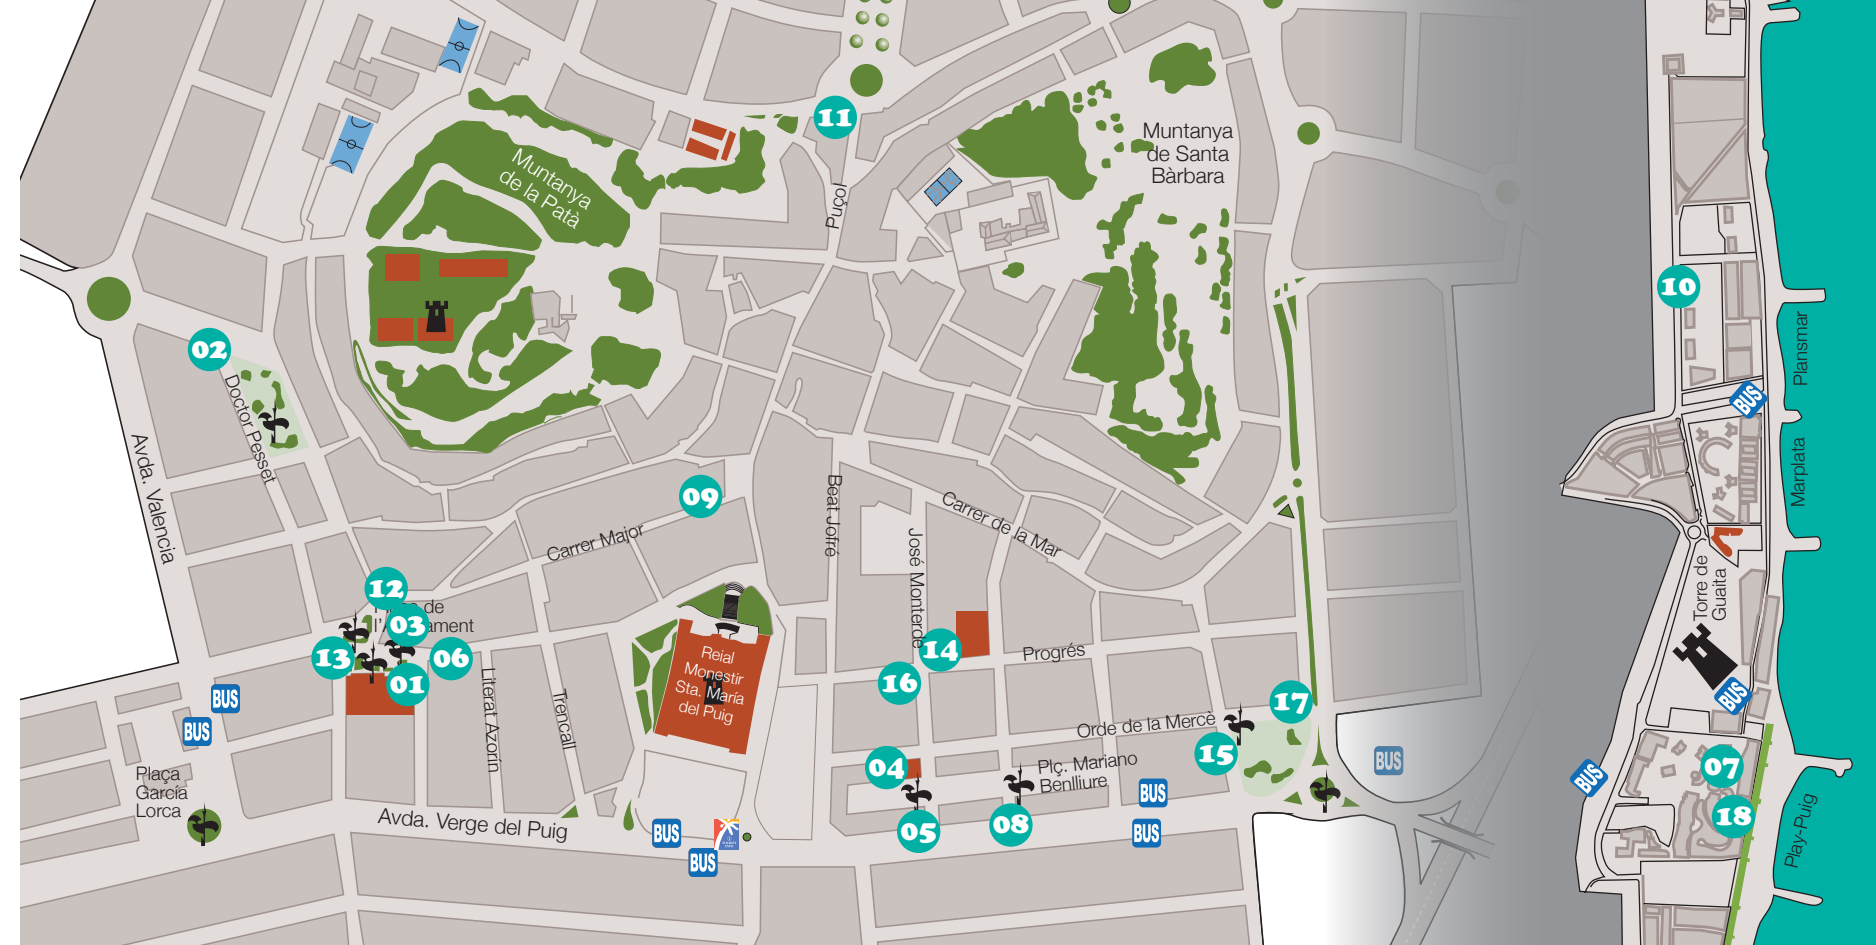 11
Muntanya
de Santa
Bàrbara
Muntanya
de la Patà
Puçol
10
Plansmar
02
Doctor Pesset
BUS
Avda. Valencia
Marplata
09
Beat Jofré
Carrer de la Mar
Carrer Major
José Monterde
Torre de
Guaita
12
de
03
13
06
01
14
Progrés
Reial
Monestir
Sta. María
del Puig
16
Literat Azorín
Trencall
BUS
BUS
BUS
17
Orde de la Mercè
15
04
Plç. Mariano
Benlliure
BUS
BUS
07
BUS
18
Plaça
García
Lorca
Avda. Verge del Puig
BUS
BUS
05
08
BUS
Play-Puig